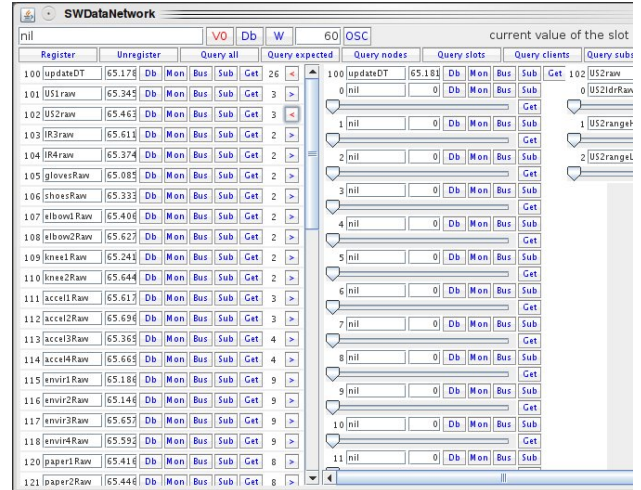 SWDataNetwork
nil V0 Db W 60 OSC current value of the slot
Register Unregister Query all Query expected Query nodes Query slots Query clients Query subs
100 updateDT 65.178 Db Mon Bus Sub Get 26 <
101 US1raw 65.345 Db Mon Bus Sub Get 3 >
102 US2raw 65.463 Db Mon Bus Sub Get 3 <
103 IR3raw 65.611 Db Mon Bus Sub Get 2 >
104 IR4raw 65.374 Db Mon Bus Sub Get 2 >
105 glovesRaw 65.085 Db Mon Bus Sub Get 2 >
106 shoesRaw 65.333 Db Mon Bus Sub Get 2 >
107 elbow1Raw 65.406 Db Mon Bus Sub Get 2 >
108 elbow2Raw 65.627 Db Mon Bus Sub Get 2 >
109 knee1Raw 65.241 Db Mon Bus Sub Get 2 >
110 knee2Raw 65.644 Db Mon Bus Sub Get 2 >
111 accel1Raw 65.617 Db Mon Bus Sub Get 3 >
112 accel2Raw 65.696 Db Mon Bus Sub Get 3 >
113 accel3Raw 65.365 Db Mon Bus Sub Get 4 >
114 accel4Raw 65.665 Db Mon Bus Sub Get 4 >
115 envir1Raw 65.186 Db Mon Bus Sub Get 9 >
116 envir2Raw 65.146 Db Mon Bus Sub Get 9 >
117 envir3Raw 65.657 Db Mon Bus Sub Get 9 >
118 envir4Raw 65.592 Db Mon Bus Sub Get 9 >
120 paper1Raw 65.416 Db Mon Bus Sub Get 8 >
121 paper2Raw 65.446 Db Mon Bus Sub Get 8 >
100 updateDT 65.181 Db Mon Bus Sub Get
0 nil 0 Db Mon Bus Sub
Get
1 nil 0 Db Mon Bus Sub
Get
2 nil 0 Db Mon Bus Sub
Get
3 nil 0 Db Mon Bus Sub
Get
4 nil 0 Db Mon Bus Sub
Get
5 nil 0 Db Mon Bus Sub
Get
6 nil 0 Db Mon Bus Sub
Get
7 nil 0 Db Mon Bus Sub
Get
8 nil 0 Db Mon Bus Sub
Get
9 nil 0 Db Mon Bus Sub
Get
10 nil 0 Db Mon Bus Sub
Get
11 nil 0 Db Mon Bus Sub
102 US2raw
0 US2ldrRaw
1 US2rangeH
2 US2rangeL